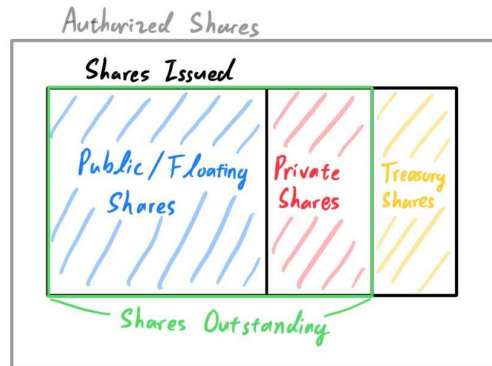 Authorized Shares
Shares Issued
Public/Floating
Shares
Private
Shares
Treasury
Shares
Shares Outstanding